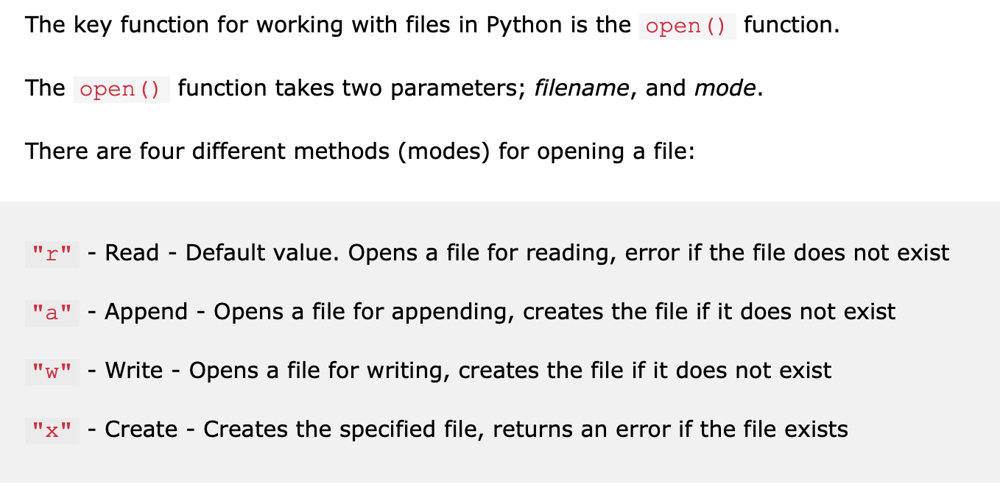 The key function for working with files in Python is the open() function.
The open() function takes two parameters; filename, and mode.
There are four different methods (modes) for opening a file:
"r" - Read - Default value. Opens a file for reading, error if the file does not exist
"a" - Append - Opens a file for appending, creates the file if it does not exist
"w" - Write - Opens a file for writing, creates the file if it does not exist
"x" - Create - Creates the specified file, returns an error if the file exists